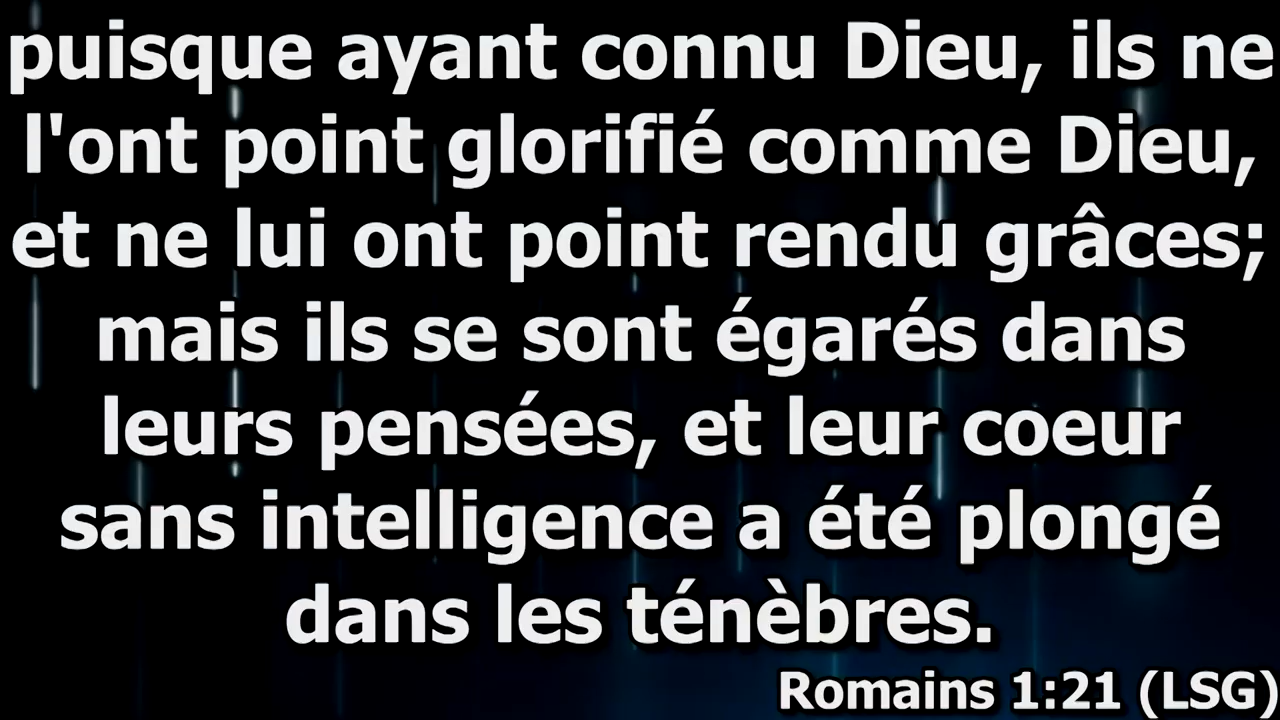 puisque ayant connu Dieu, ils ne
l'ont point glorifié comme Dieu,
et ne lui ont point rendu grâces;
mais ils se sont égarés dans
leurs pensées, et leur coeur
sans intelligence a été plongé
dans les ténèbres.
Romains 1:21 (LSG)